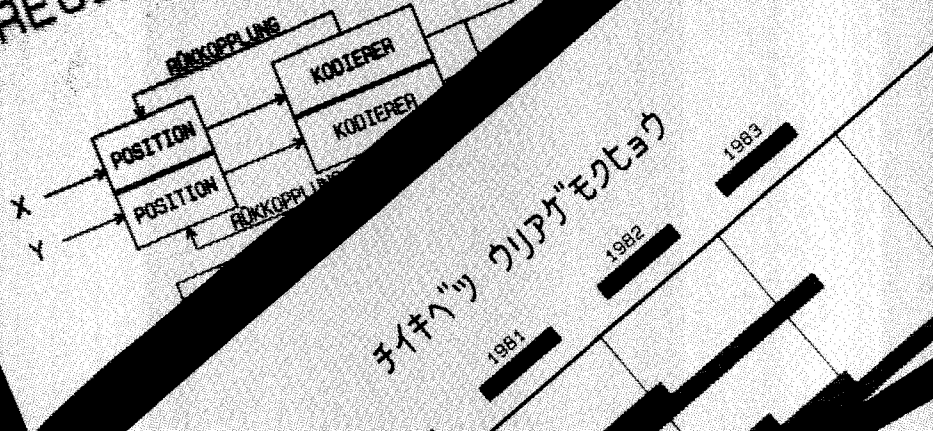 RÜKKOPPLUNG
KODIERER
KODIERER
POSITION
POSITION
X
Y
RÜKKOPPLUNG
チイキベツ ウリアゲモクヒョウ
1983
1982
1981